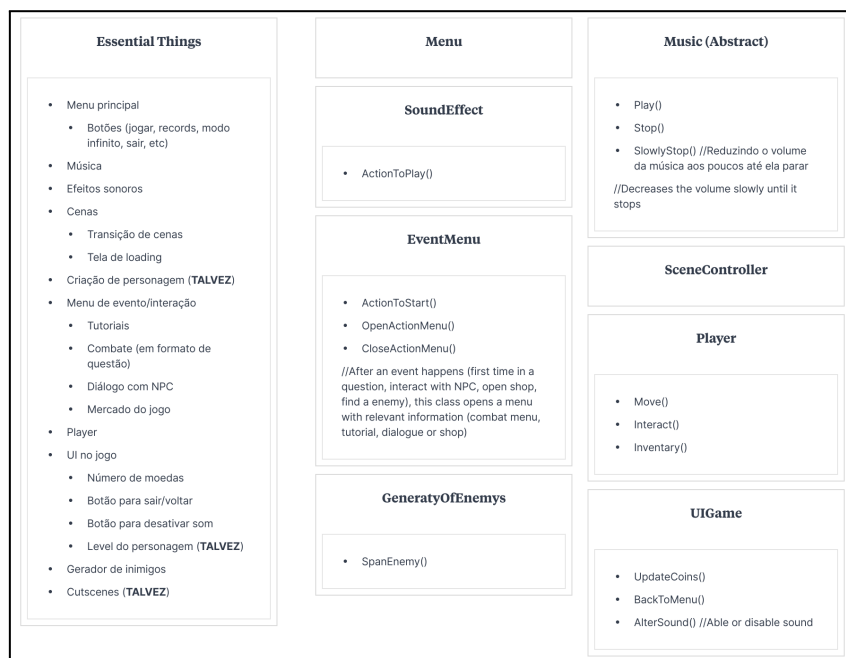 Essential Things
Menu principal
Botões (jogar, records, modo
infinito, sair, etc)
Música
Efeitos sonoros
Cenas
Transição de cenas
Tela de loading
Criação de personagem (TALVEZ)
Menu de evento/interação
Tutoriais
Combate (em formato de
questão)
Diálogo com NPC
Mercado do jogo
Player
UI no jogo
Número de moedas
Botão para sair/voltar
Botão para desativar som
Level do personagem (TALVEZ)
Gerador de inimigos
Cutscenes (TALVEZ)
Menu
SoundEffect
ActionToPlay()
EventMenu
ActionToStart()
OpenActionMenu()
CloseActionMenu()
//After an event happens (first time in a
question, interact with NPC, open shop,
find a enemy), this class opens a menu
with relevant information (combat menu,
tutorial, dialogue or shop)
GeneratyOfEnemys
SpanEnemy()
Music (Abstract)
Play()
Stop()
SlowlyStop() //Reduzindo o volume
da música aos poucos até ela parar
//Decreases the volume slowly until it
stops
SceneController
Player
Move()
Interact()
Inventary()
UIGame
UpdateCoins()
BackToMenu()
AlterSound() //Able or disable sound